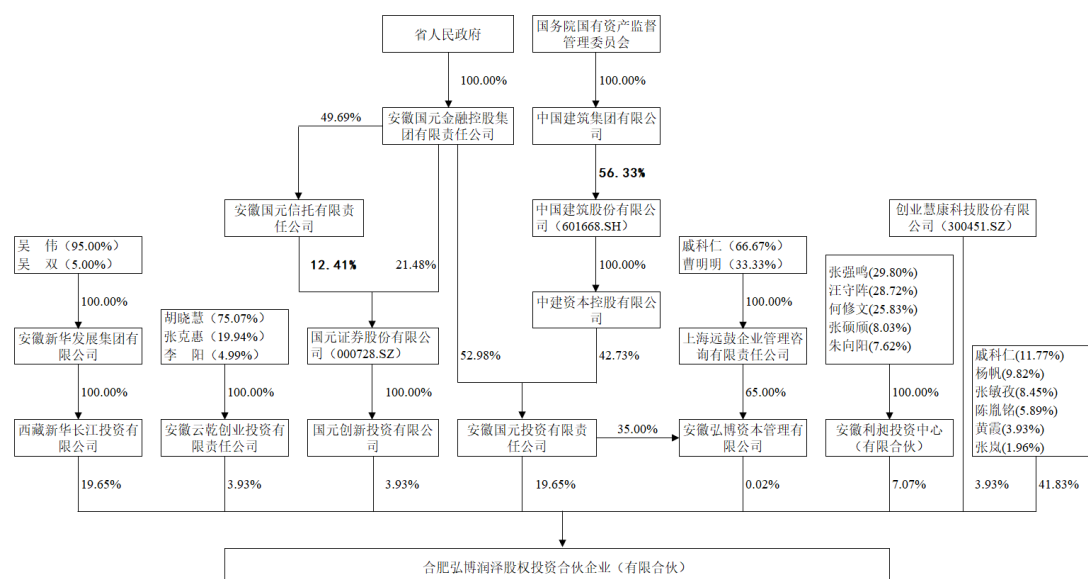 省人民政府
国务院国有资产监督
管理委员会
100.00%
100.00%
49.69%
安徽国元金融控股集
团有限责任公司
中国建筑集团有限公
司
56.33%
安徽国元信托有限责
任公司
中国建筑股份有限公
司（601668.SH）
创业慧康科技股份有限
公司（300451.SZ）
吴　伟（95.00%）
吴　双（5.00%）
12.41%
21.48%
100.00%
戚科仁（66.67%）
曹明明（33.33%）
张强鸣(29.80%)
汪守阵(28.72%)
何修文(25.83%)
张硕颀(8.03%)
朱向阳(7.62%)
100.00%
100.00%
中建资本控股有限公
司
胡晓慧（75.07%）
张克惠（19.94%）
李　阳（4.99%）
安徽新华发展集团有
限公司
国元证券股份有限公
司（000728.SZ）
52.98%
42.73%
上海远鼓企业管理咨
询有限责任公司
戚科仁(11.77%)
杨帆(9.82%)
张敏孜(8.45%)
陈胤铭(5.89%)
黄霞(3.93%)
张岚(1.96%)
100.00%
100.00%
100.00%
65.00%
100.00%
西藏新华长江投资有
限公司
安徽云乾创业投资有
限责任公司
国元创新投资有限公
司
安徽国元投资有限责
任公司
35.00%
安徽弘博资本管理有
限公司
安徽利昶投资中心
（有限合伙）
19.65%
3.93%
3.93%
19.65%
0.02%
7.07%
3.93%
41.83%
合肥弘博润泽股权投资合伙企业（有限合伙）